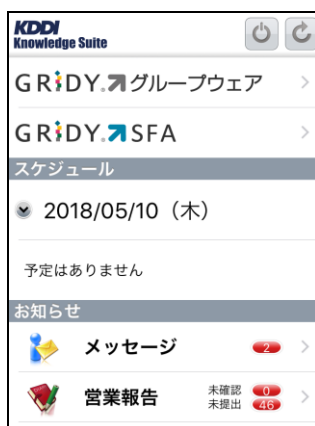 KDDI
Knowledge Suite
GRiDY.グループウェア
GRiDY.SFA
スケジュール
2018/05/10（木）
予定はありません
お知らせ
メッセージ 2
営業報告 未確認 0
未提出 46